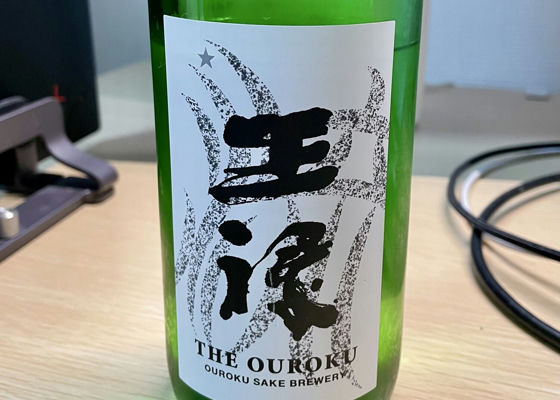 王
祿
THE OUROKU
OUROKU SAKE BREWERY